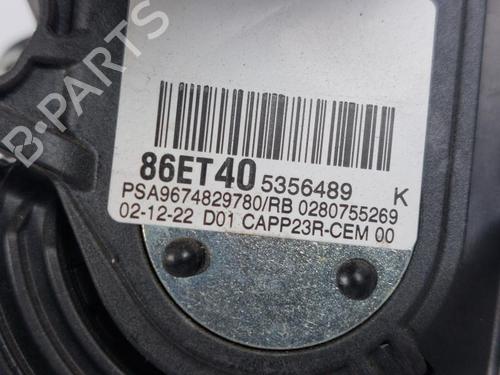 B-PARTS
86ET40 5356489 K
PSA9674829780/RB 0280755269
02-12-22 D01 CAPP23R-CEM 00